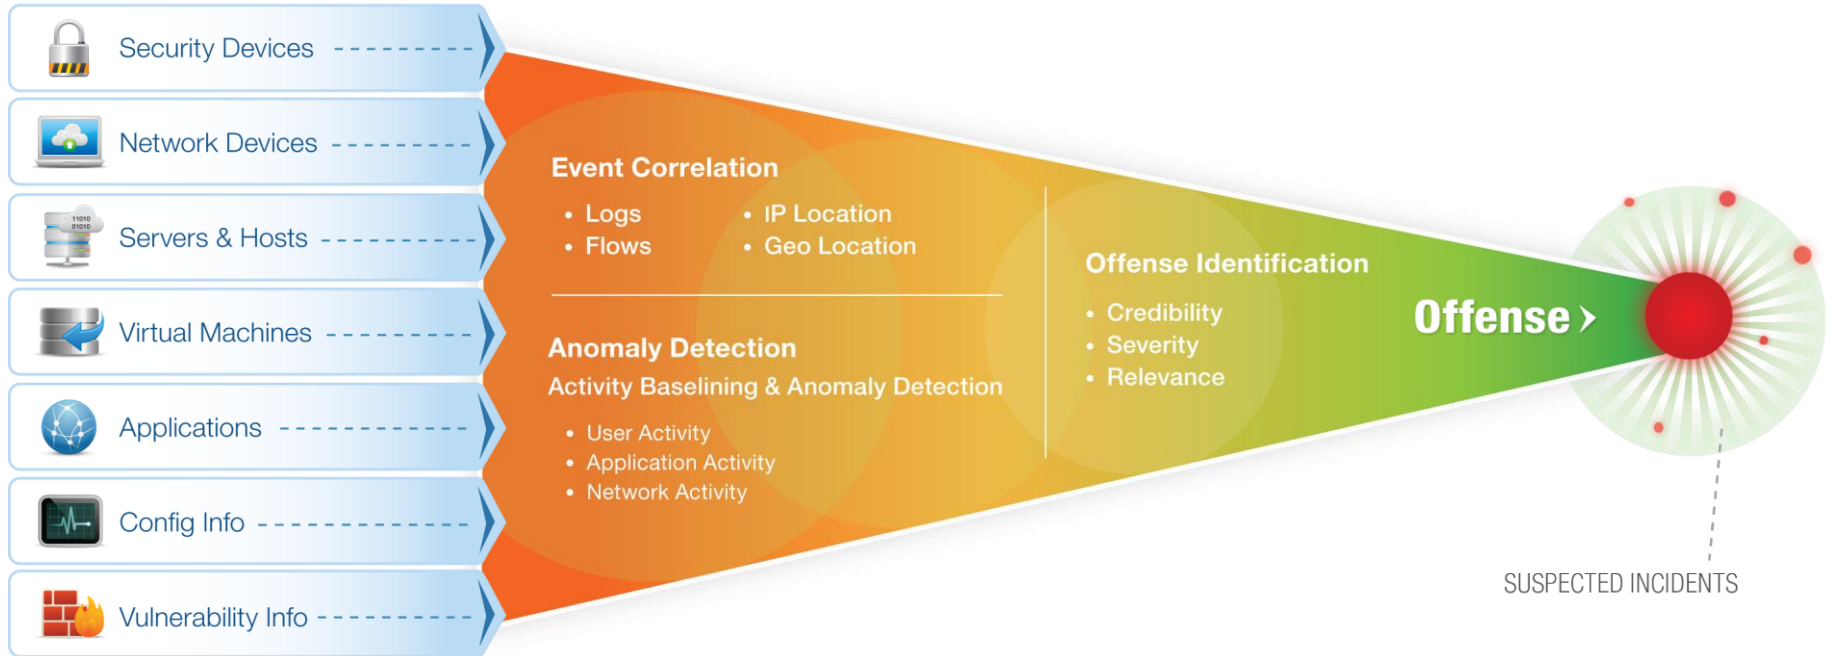 Security Devices
Network Devices
11010
01010
Servers & Hosts
Virtual Machines
Applications
Config Info
Vulnerability Info
Event Correlation
• Logs
• Flows
• IP Location
• Geo Location
Anomaly Detection
Activity Baselining & Anomaly Detection
• User Activity
• Application Activity
• Network Activity
Offense Identification
• Credibility
• Severity
• Relevance
Offense >
SUSPECTED INCIDENTS